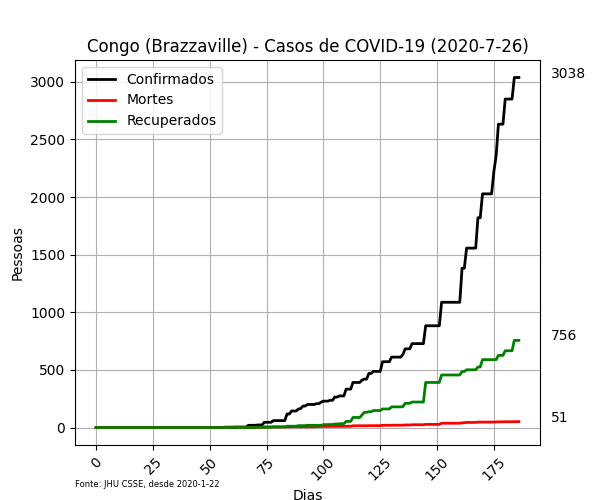 Congo (Brazzaville) - Casos de COVID-19 (2020-7-26)
Confirmados
Mortes
Recuperados
3000
2500
2000
1500
1000
500
0
Pessoas
3038
756
51
0
25
50
75
100
125
150
175
Fonte: JHU CSSE, desde 2020-1-22
Dias